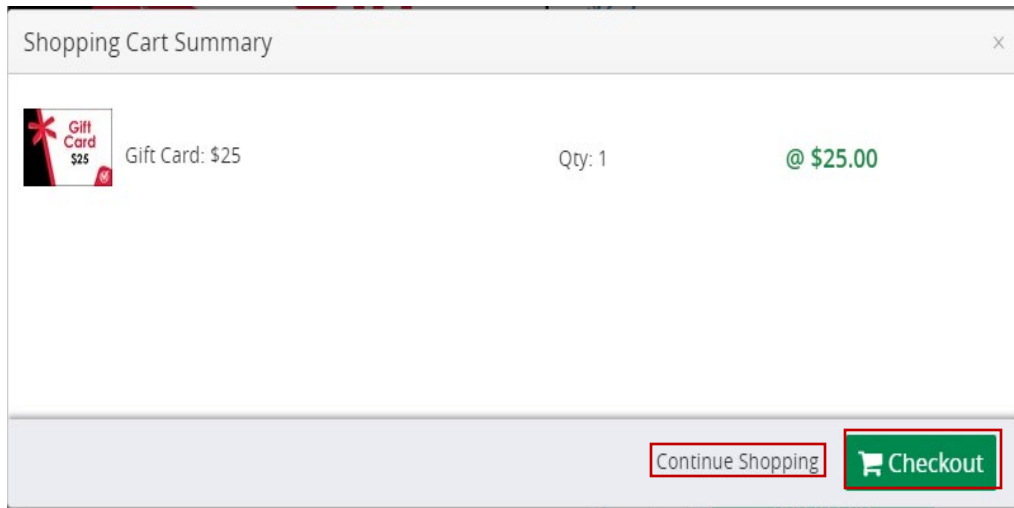 Shopping Cart Summary ×
Gift
Card
$25
Gift Card: $25 Qty: 1 @ $25.00
Continue Shopping Checkout